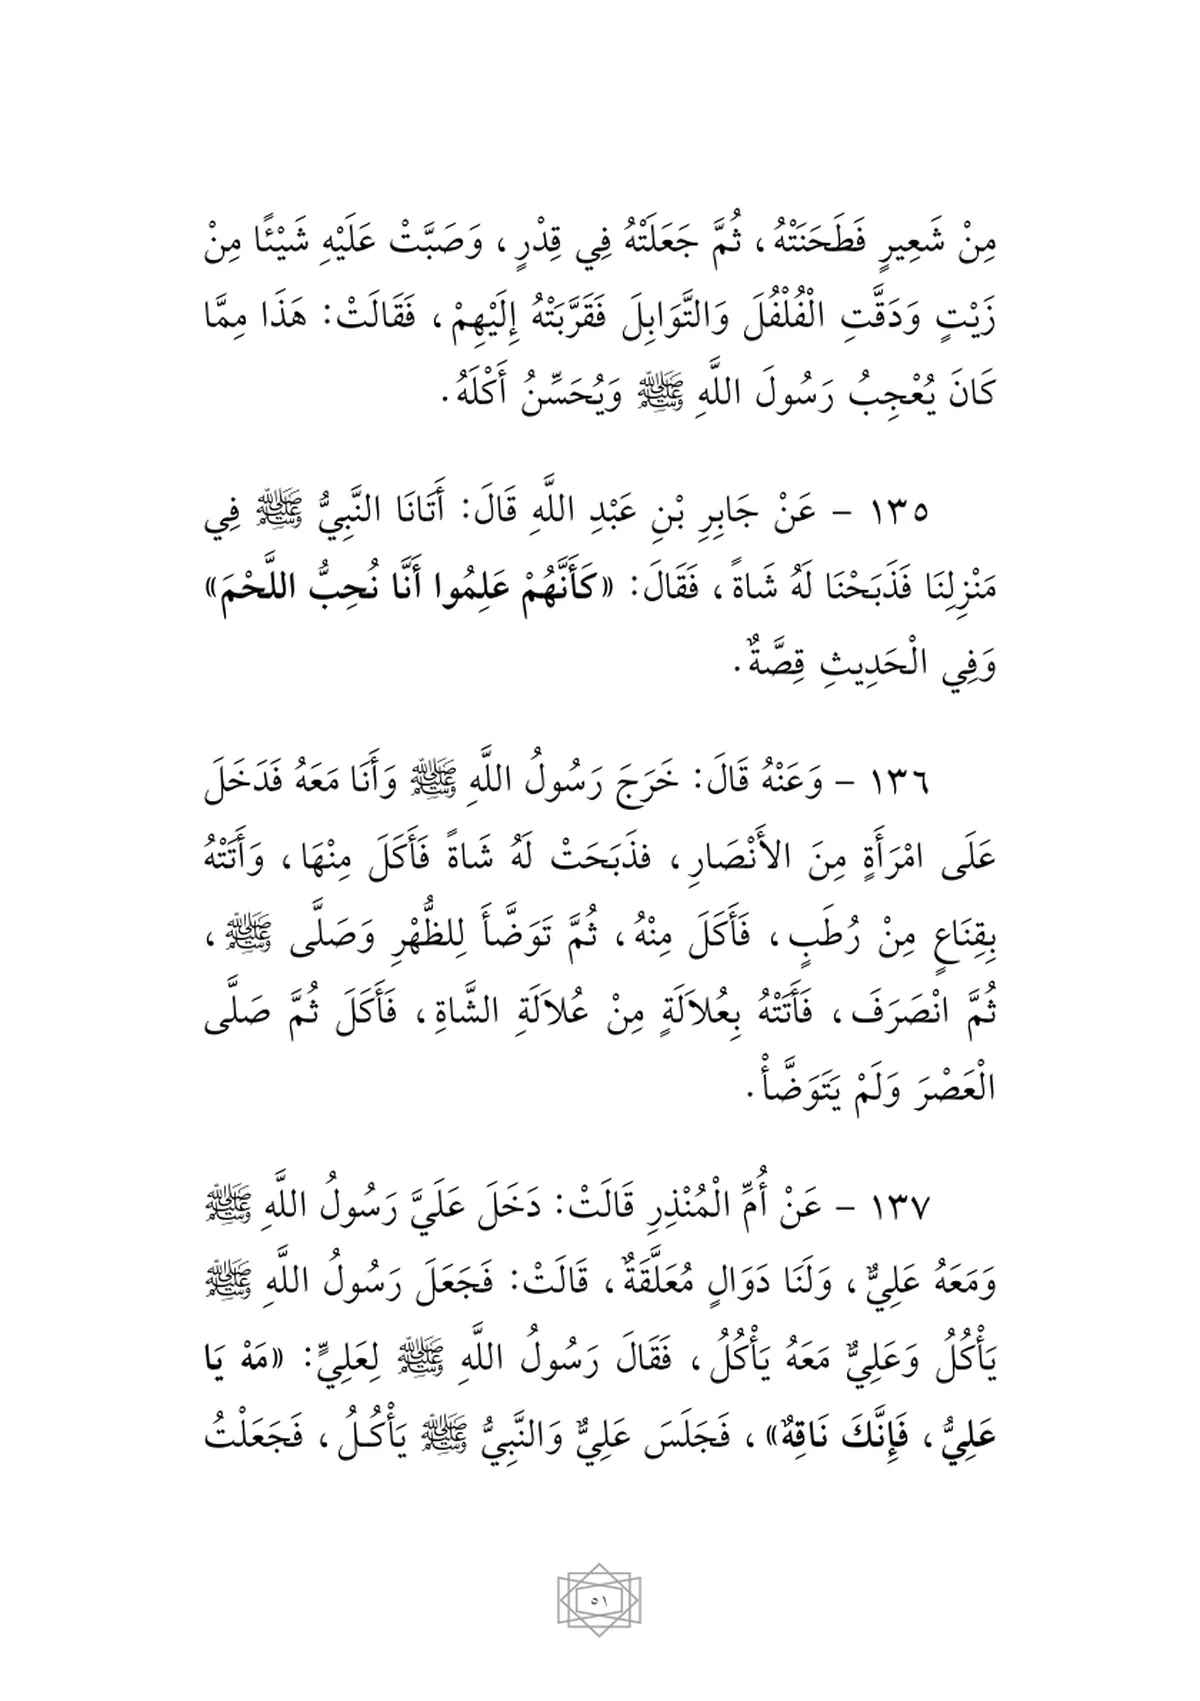 مِنْ شَعِيرٍ فَطَحَنَتْهُ، ثُمَّ جَعَلَتْهُ فِي قِدْرٍ، وَصَبَّتْ عَلَيْهِ شَيْئًا مِنْ
زَيْتٍ وَدَقَّتِ الْفُلْفُلَ وَالتَّوَابِلَ فَقَرَّبَتْهُ إِلَيْهِمْ، فَقَالَتْ: هَذَا مِمَّا
كَانَ يُعْجِبُ رَسُولَ اللَّهِ ﷺ وَيُحَسِّنُ أَكْلَهُ.
١٣٥ – عَنْ جَابِرِ بْنِ عَبْدِ اللَّهِ قَالَ: أَتَانَا النَّبِيُّ ﷺ فِي
مَنْزِلِنَا فَذَبَحْنَا لَهُ شَاةً، فَقَالَ: «كَأَنَّهُمْ عَلِمُوا أَنَّا نُحِبُّ اللَّحْمَ»
وَفِي الْحَدِيثِ قِصَّةٌ.
١٣٦ – وَعَنْهُ قَالَ: خَرَجَ رَسُولُ اللَّهِ ﷺ وَأَنَا مَعَهُ فَدَخَلَ
عَلَى امْرَأَةٍ مِنَ الأَنْصَارِ، فذَبَحَتْ لَهُ شَاةً فَأَكَلَ مِنْهَا، وَأَتَتْهُ
بِقِنَاعٍ مِنْ رُطَبٍ، فَأَكَلَ مِنْهُ، ثُمَّ تَوَضَّأَ لِلظُّهْرِ وَصَلَّى ﷺ،
ثُمَّ انْصَرَفَ، فَأَتَتْهُ بِعُلاَلَةٍ مِنْ عُلاَلَةِ الشَّاةِ، فَأَكَلَ ثُمَّ صَلَّى
الْعَصْرَ وَلَمْ يَتَوَضَّأْ.
١٣٧ – عَنْ أُمِّ الْمُنْذِرِ قَالَتْ: دَخَلَ عَلَيَّ رَسُولُ اللَّهِ ﷺ
وَمَعَهُ عَلِيٌّ، وَلَنَا دَوَالٍ مُعَلَّقَةٌ، قَالَتْ: فَجَعَلَ رَسُولُ اللَّهِ ﷺ
يَأْكُلُ وَعَلِيٌّ مَعَهُ يَأْكُلُ، فَقَالَ رَسُولُ اللَّهِ ﷺ لِعَلِيٍّ: «مَهْ يَا
عَلِيُّ، فَإِنَّكَ نَاقِهٌ»، فَجَلَسَ عَلِيٌّ وَالنَّبِيُّ ﷺ يَأْكُلُ، فَجَعَلْتُ
٥١